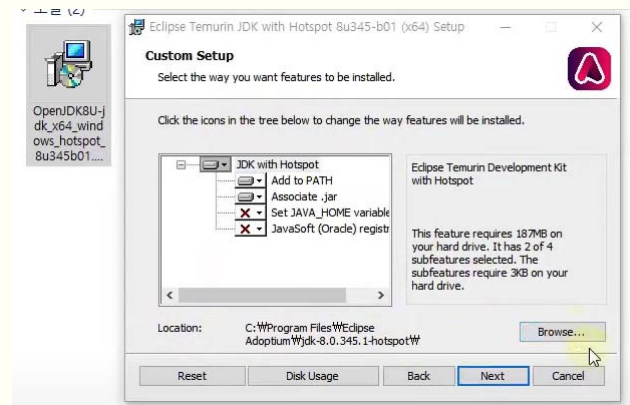 Eclipse Temurin JDK with Hotspot 8u345-b01 (x64) Setup
Custom Setup
Select the way you want features to be installed.
OpenJDK8U-j
dk_x64_wind
ows_hotspot_
8u345b01....
Click the icons in the tree below to change the way features will be installed.
JDK with Hotspot
Add to PATH
Associate .jar
Set JAVA_HOME variable
JavaSoft (Oracle) registr
Eclipse Temurin Development Kit
with Hotspot
This feature requires 187MB on
your hard drive. It has 2 of 4
subfeatures selected. The
subfeatures require 3KB on your
hard drive.
Location:
C:₩Program Files₩Eclipse
Adoptium₩jdk-8.0.345.1-hotspot₩
Browse...
Reset
Disk Usage
Back
Next
Cancel